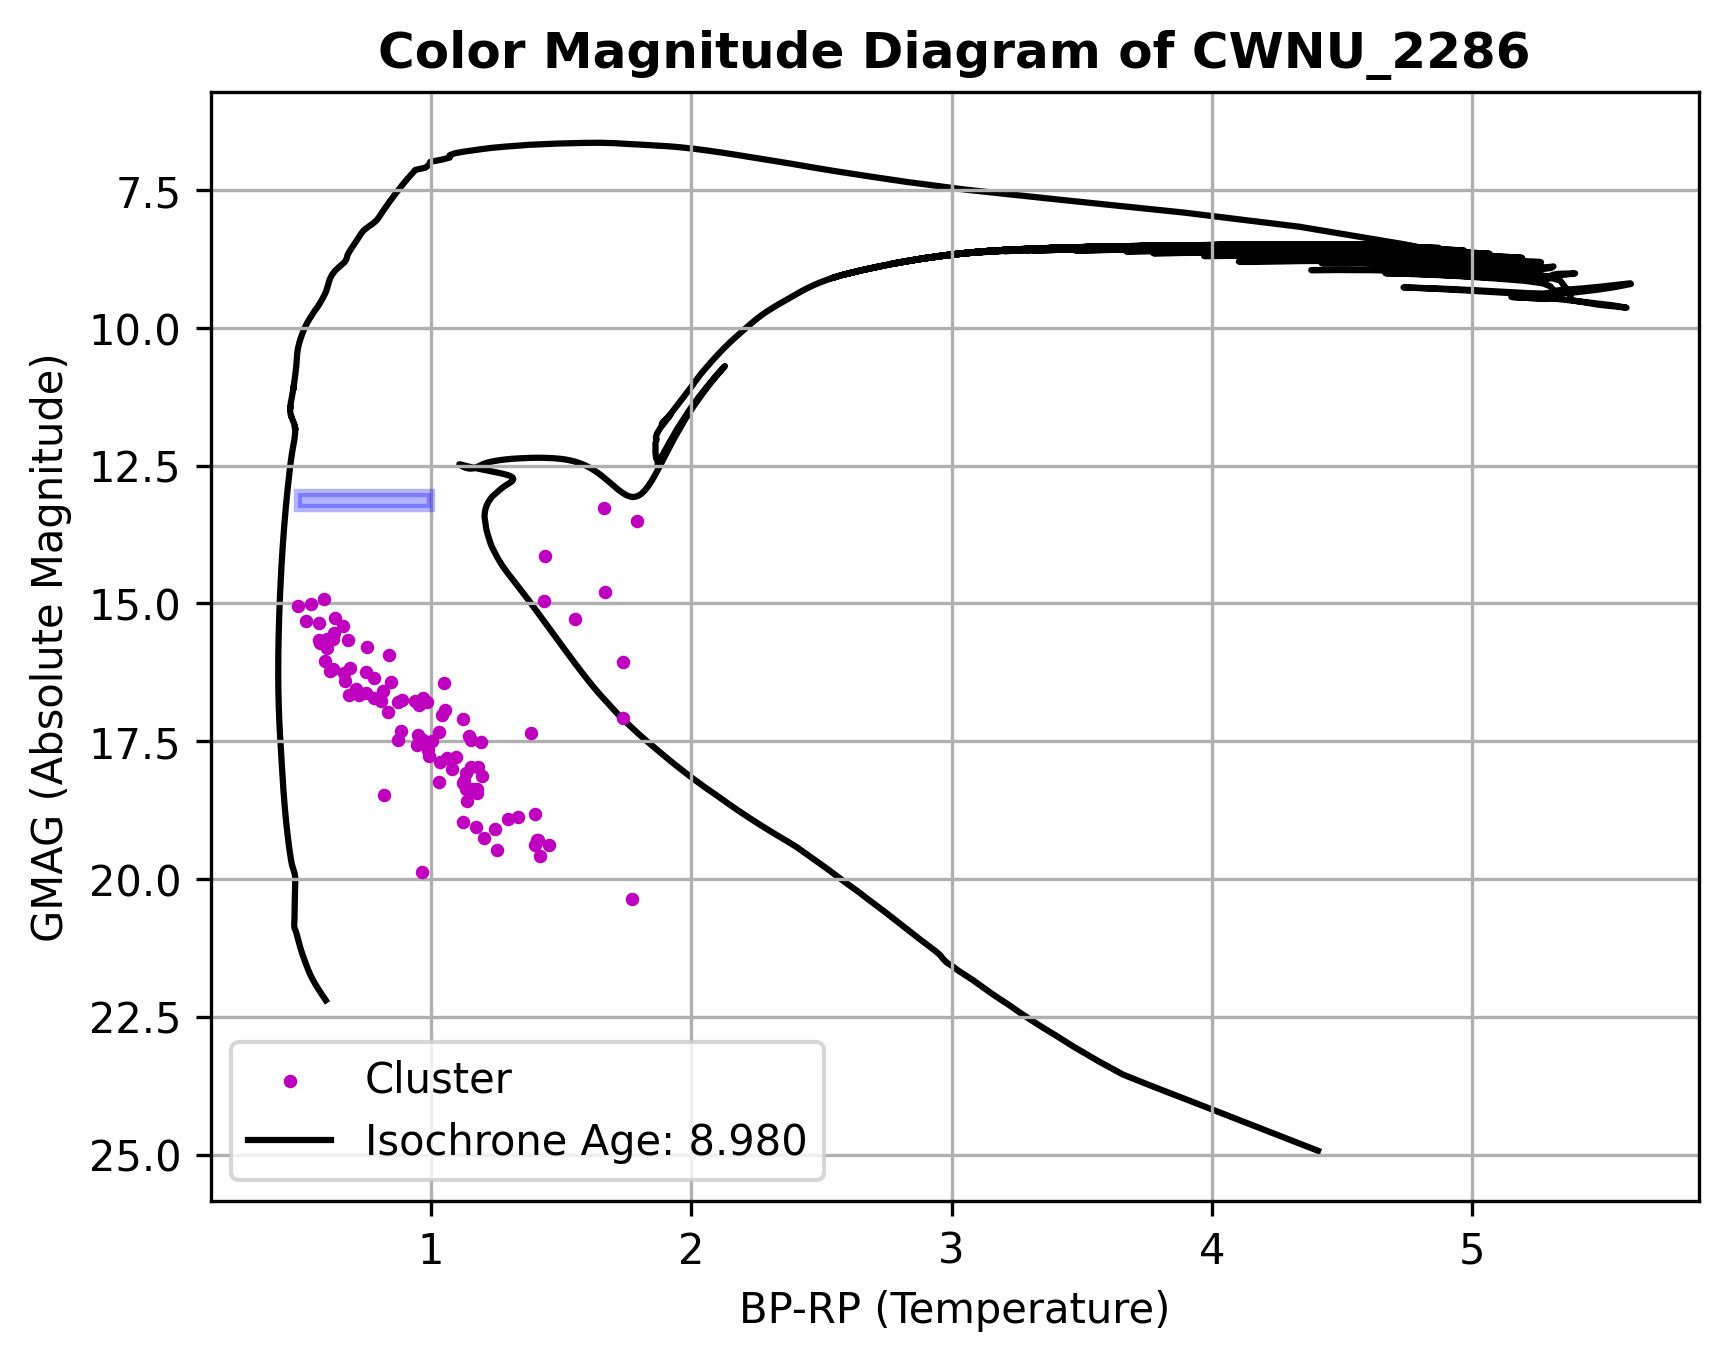 Color Magnitude Diagram of CWNU_2286
GMAG (Absolute Magnitude)
7.5
10.0
12.5
15.0
17.5
20.0
22.5
25.0
Cluster
Isochrone Age: 8.980
1 2 3 4 5
BP-RP (Temperature)